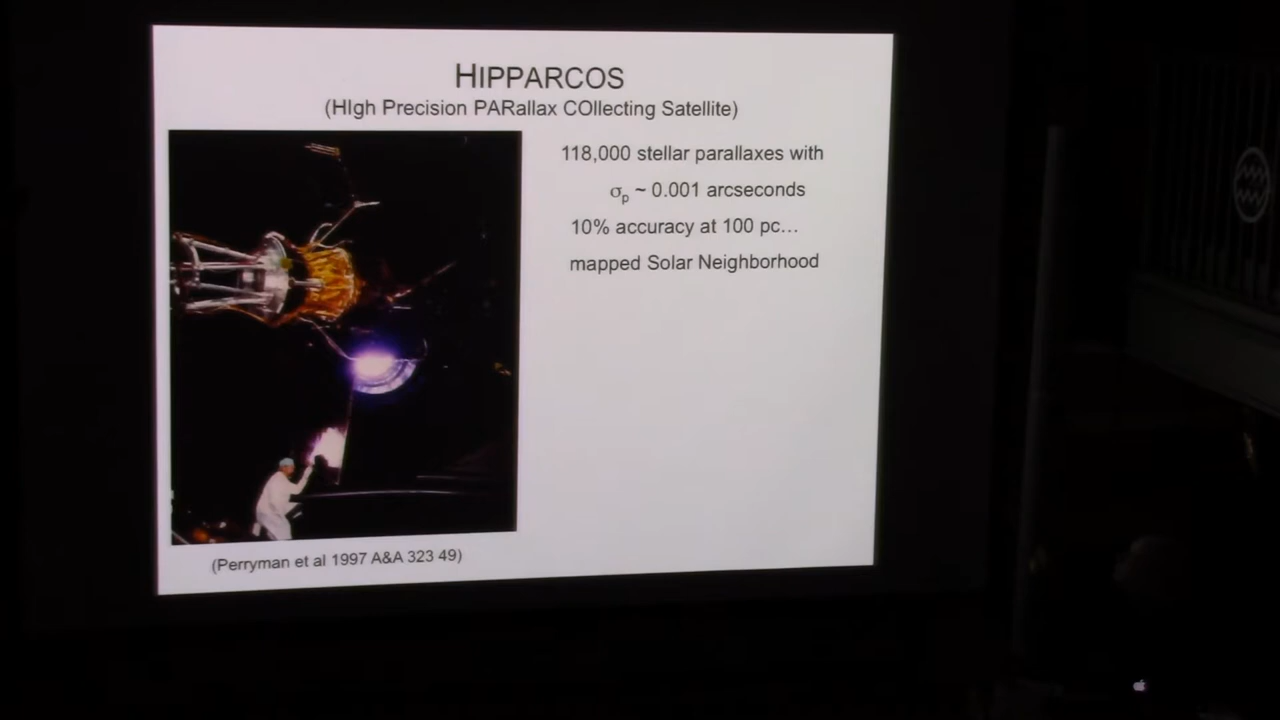 HIPPARCOS
(HIgh Precision PARallax COllecting Satellite)
118,000 stellar parallaxes with
σp ~ 0.001 arcseconds
10% accuracy at 100 pc…
mapped Solar Neighborhood
(Perryman et al 1997 A&A 323 49)